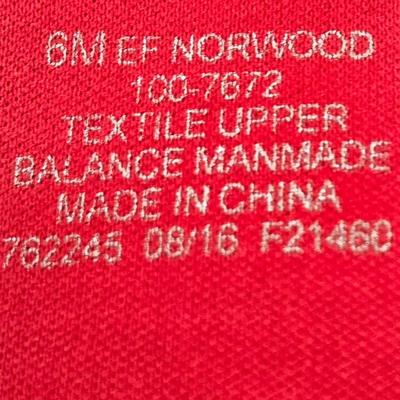 6M EF NORWOOD
100-7672
TEXTILE UPPER
BALANCE MANMADE
MADE IN CHINA
762245 08/16 F21460